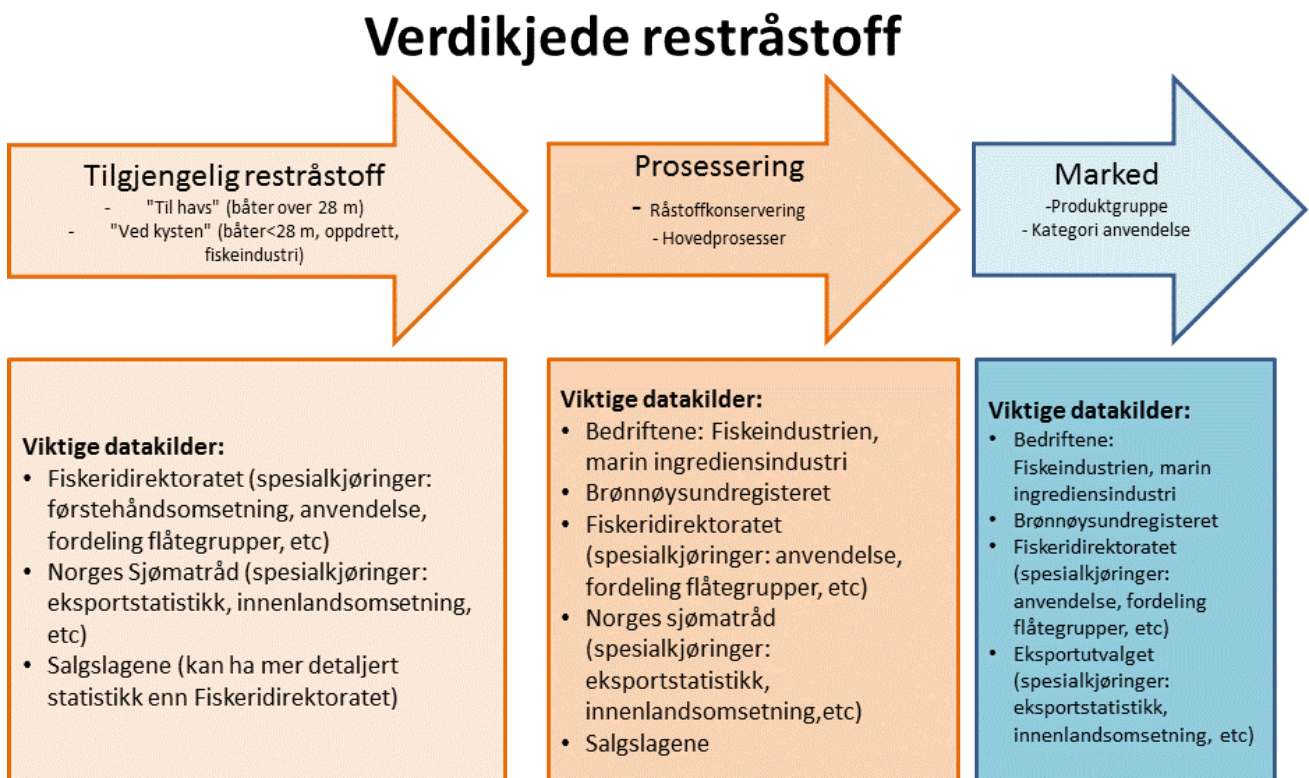 Verdikjede restråstoff
Tilgjengelig restråstoff
- "Til havs" (båter over 28 m)
- "Ved kysten" (båter<28 m, oppdrett,
fiskeindustri)
Prosessering
- Råstoffkonservering
- Hovedprosesser
Marked
-Produktgruppe
- Kategori anvendelse
Viktige datakilder:
• Fiskeridirektoratet (spesialkjøringer:
førstehåndsomsetning, anvendelse,
fordeling flåtegrupper, etc)
• Norges Sjømatråd (spesialkjøringer:
eksportstatistikk, innenlandsomsetning,
etc)
• Salgslagene (kan ha mer detaljert
statistikk enn Fiskeridirektoratet)
Viktige datakilder:
• Bedriftene: Fiskeindustrien,
marin ingrediensindustri
• Brønnøysundregisteret
• Fiskeridirektoratet
(spesialkjøringer: anvendelse,
fordeling flåtegrupper, etc)
• Norges sjømatråd
(spesialkjøringer:
eksportstatistikk,
innenlandsomsetning,etc)
• Salgslagene
Viktige datakilder:
• Bedriftene:
Fiskeindustrien, marin
ingrediensindustri
• Brønnøysundregisteret
• Fiskeridirektoratet
(spesialkjøringer:
anvendelse, fordeling
flåtegrupper, etc)
• Eksportutvalget
(spesialkjøringer:
eksportstatistikk,
innenlandsomsetning, etc)